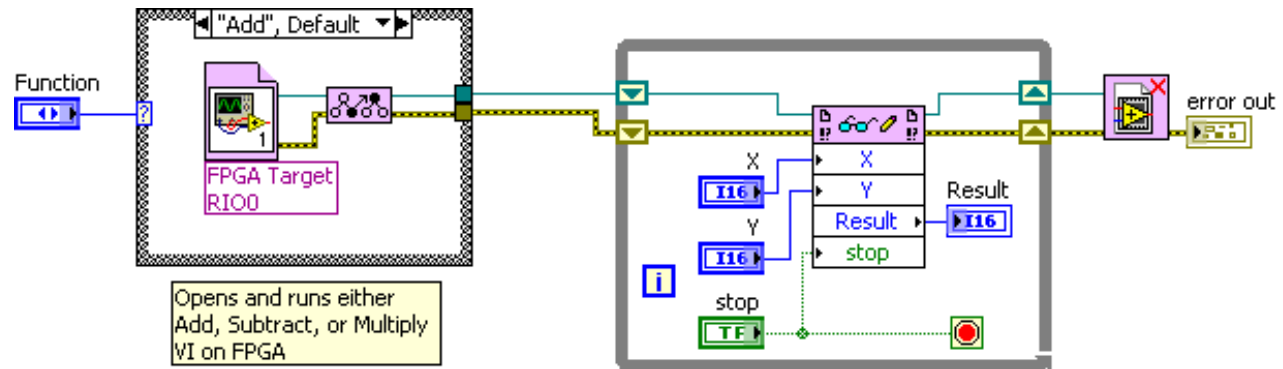 "Add", Default
Function
?
1
FPGA Target
RIO0
Opens and runs either
Add, Subtract, or Multiply
VI on FPGA
!? !?
X
X
I16
Y
Y
I16
Result
Result
I16
stop
stop
TF
i
error out